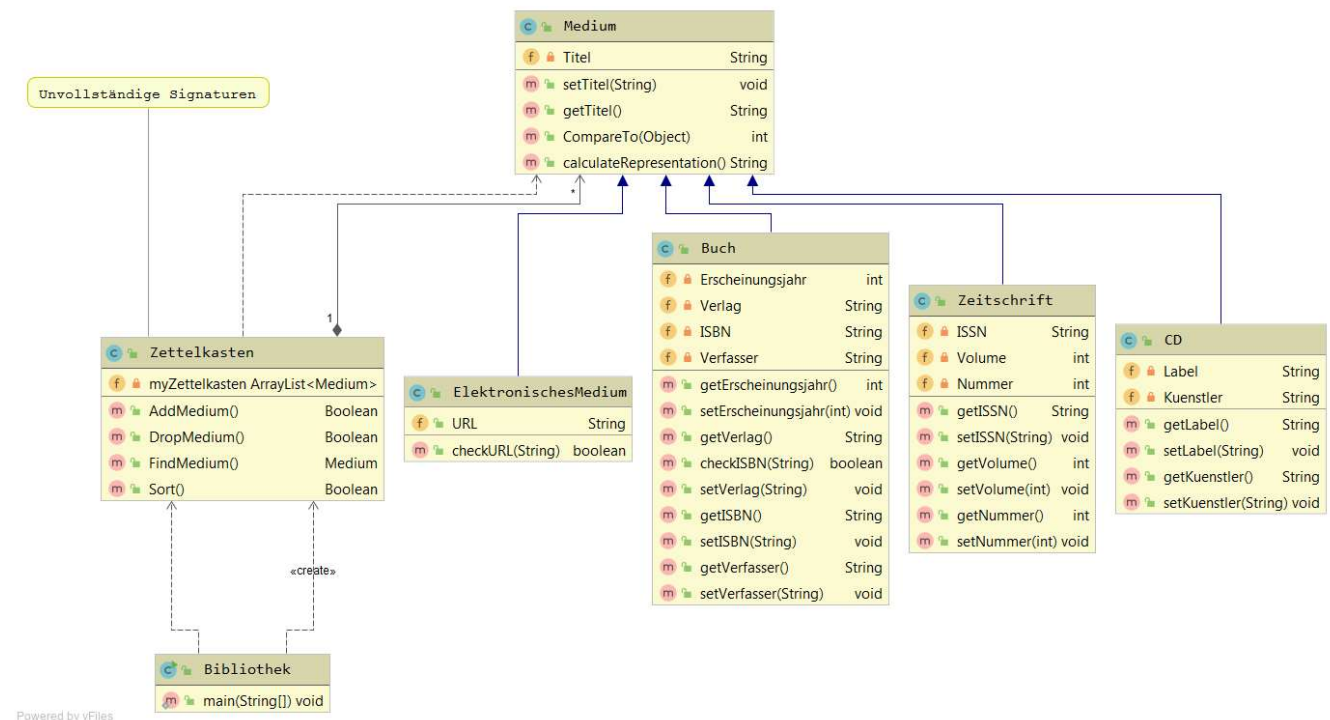 Medium
Titel String
setTitel(String) void
getTitel() String
CompareTo(Object) int
calculateRepresentation() String
Unvollständige Signaturen
*
1
Zettelkasten
myZettelkasten ArrayList<Medium>
AddMedium() Boolean
DropMedium() Boolean
FindMedium() Medium
Sort() Boolean
ElektronischesMedium
URL String
checkURL(String) boolean
Buch
Erscheinungsjahr int
Verlag String
ISBN String
Verfasser String
getErscheinungsjahr() int
setErscheinungsjahr(int) void
getVerlag() String
checkISBN(String) boolean
setVerlag(String) void
getISBN() String
setISBN(String) void
getVerfasser() String
setVerfasser(String) void
Zeitschrift
ISSN String
Volume int
Nummer int
getISSN() String
setISSN(String) void
getVolume() int
setVolume(int) void
getNummer() int
setNummer(int) void
CD
Label String
Kuenstler String
getLabel() String
setLabel(String) void
getKuenstler() String
setKuenstler(String) void
«create»
Bibliothek
main(String[]) void
Powered by yFiles